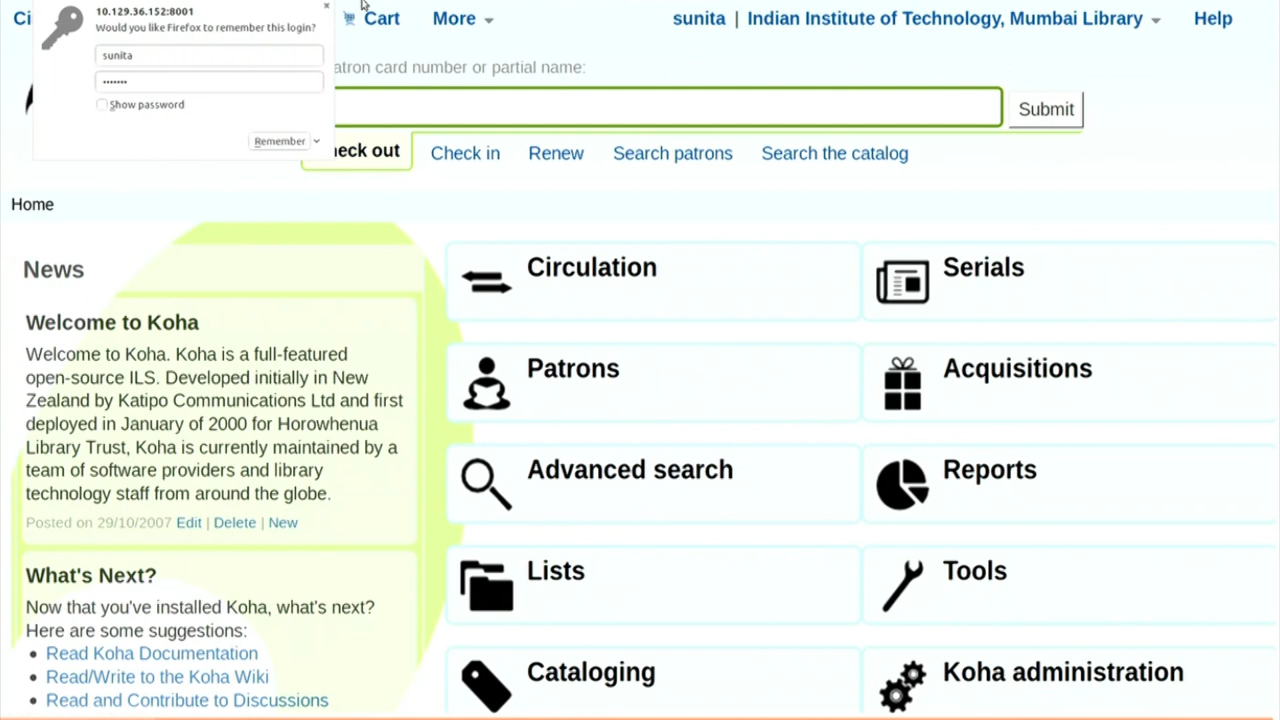 10.129.36.152:8001
Would you like Firefox to remember this login?
sunita
•••••••
Show password
Remember
Ci
Cart
More
sunita | Indian Institute of Technology, Mumbai Library
Help
atron card number or partial name:
Submit
eck out
Check in
Renew
Search patrons
Search the catalog
Home
News
Welcome to Koha
Welcome to Koha. Koha is a full-featured
open-source ILS. Developed initially in New
Zealand by Katipo Communications Ltd and first
deployed in January of 2000 for Horowhenua
Library Trust, Koha is currently maintained by a
team of software providers and library
technology staff from around the globe.
Posted on 29/10/2007 Edit | Delete | New
What's Next?
Now that you've installed Koha, what's next?
Here are some suggestions:
• Read Koha Documentation
• Read/Write to the Koha Wiki
• Read and Contribute to Discussions
Circulation
Serials
Patrons
Acquisitions
Advanced search
Reports
Lists
Tools
Cataloging
Koha administration